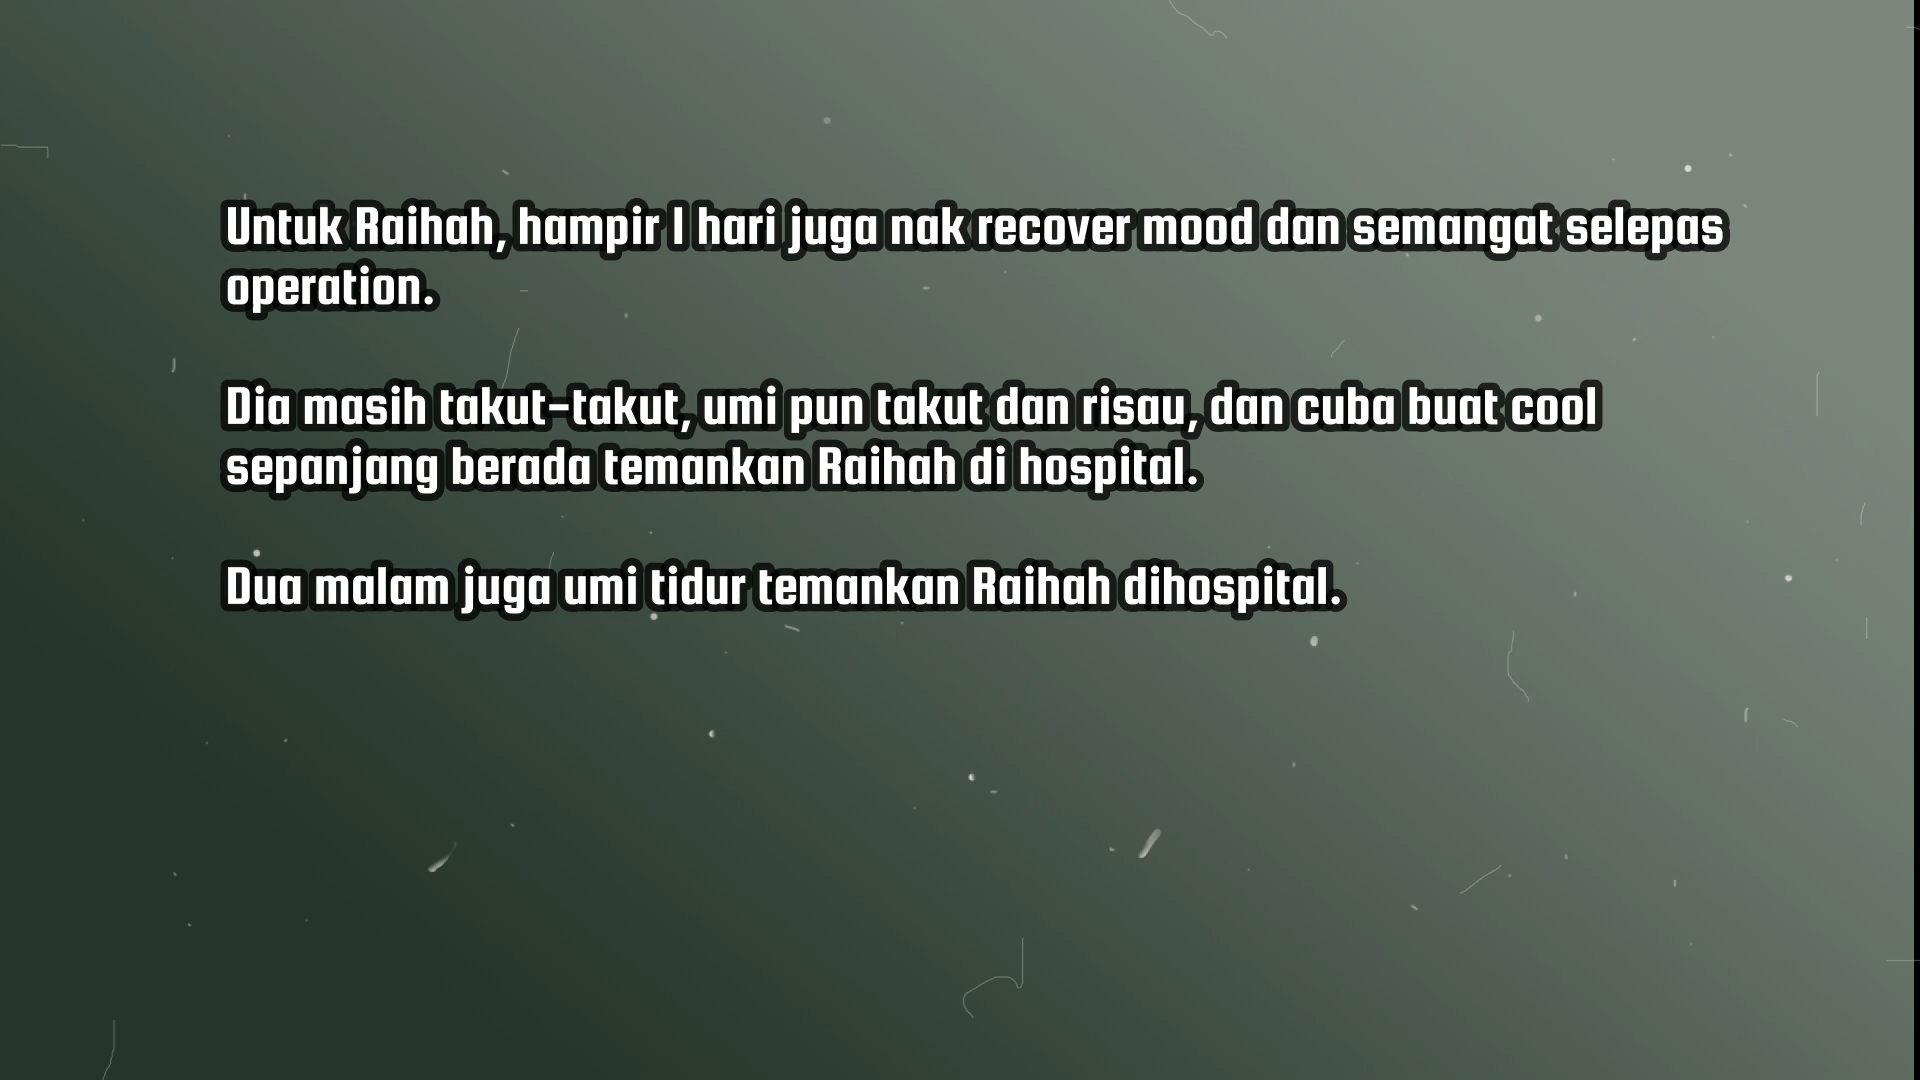 Untuk Raihah, hampir 1 hari juga nak recover mood dan semangat selepas
operation.
Dia masih takut-takut, umi pun takut dan risau, dan cuba buat cool
sepanjang berada temankan Raihah di hospital.
Dua malam juga umi tidur temankan Raihah dihospital.